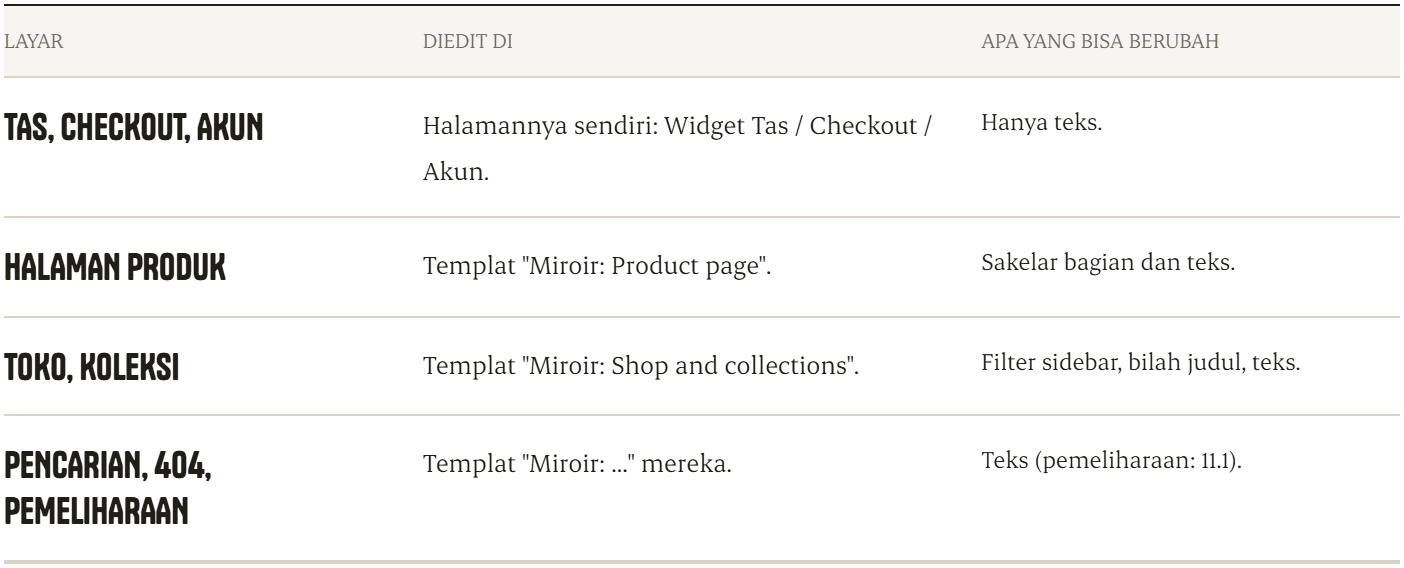 LAYAR
DIEDIT DI
APA YANG BISA BERUBAH
TAS, CHECKOUT, AKUN
Halamannya sendiri: Widget Tas / Checkout /
Akun.
Hanya teks.
HALAMAN PRODUK
Templat "Miroir: Product page".
Sakelar bagian dan teks.
TOKO, KOLEKSI
Templat "Miroir: Shop and collections".
Filter sidebar, bilah judul, teks.
PENCARIAN, 404,
PEMELIHARAAN
Templat "Miroir: ..." mereka.
Teks (pemeliharaan: 11.1).